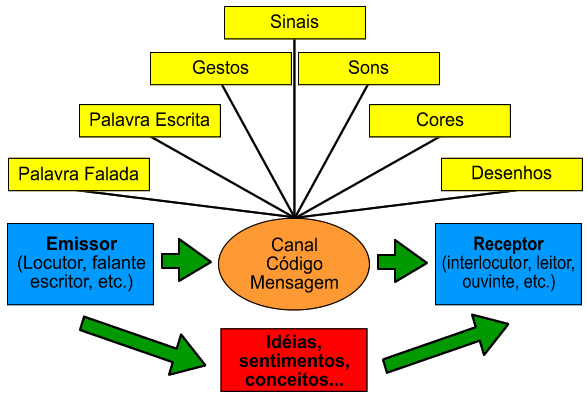 Sinais
Gestos
Sons
Palavra Escrita
Cores
Palavra Falada
Desenhos
Emissor
(Locutor, falante
escritor, etc.)
Canal
Código
Mensagem
Receptor
(interlocutor, leitor,
ouvinte, etc.)
Idéias,
sentimentos,
conceitos...